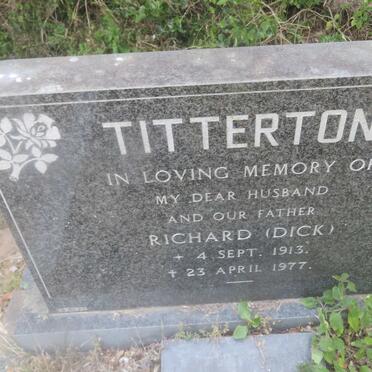 TITTERTON
IN LOVING MEMORY OF
MY DEAR HUSBAND
AND OUR FATHER
RICHARD (DICK)
+ 4 SEPT. 1913.
+ 23 APRIL 1977.